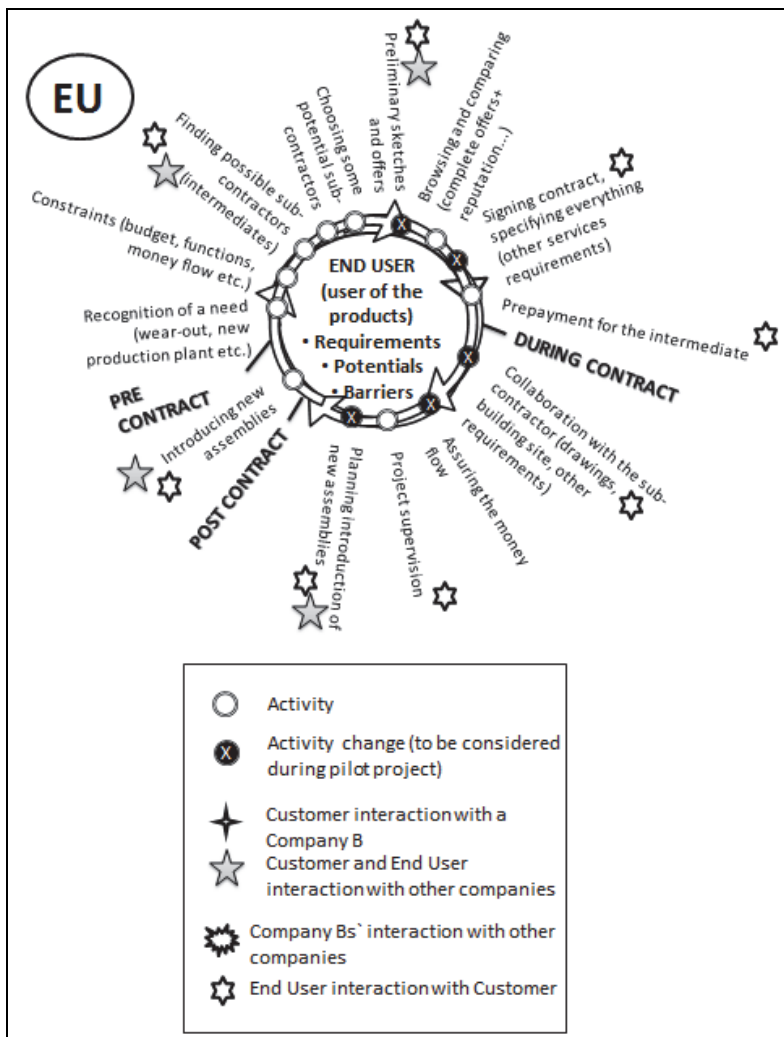 EU
Recognition of a need
(wear-out, new
production plant etc.)
Constraints (budget, functions,
money flow etc.)
Finding possible sub-
contractors
(intermediates)
Choosing some
potential sub-
contractors
Preliminary sketches
and offers
Browsing and comparing
(complete offers+
reputation...)
Signing contract,
specifying everything
(other services
requirements)
Prepayment for the intermediate
DURING CONTRACT
Collaboration with the sub-
contractor (drawings,
building site, other
requirements)
Assuring the money
flow
Project supervision
Planning introduction of
new assemblies
POST CONTRACT
Introducing new
assemblies
PRE
CONTRACT
END USER
(user of the
products)
• Requirements
• Potentials
• Barriers
X
X
X
X
X
Activity
X
Activity change (to be considered
during pilot project)
Customer interaction with a
Company B
Customer and End User
interaction with other companies
Company Bs` interaction with other
companies
End User interaction with Customer